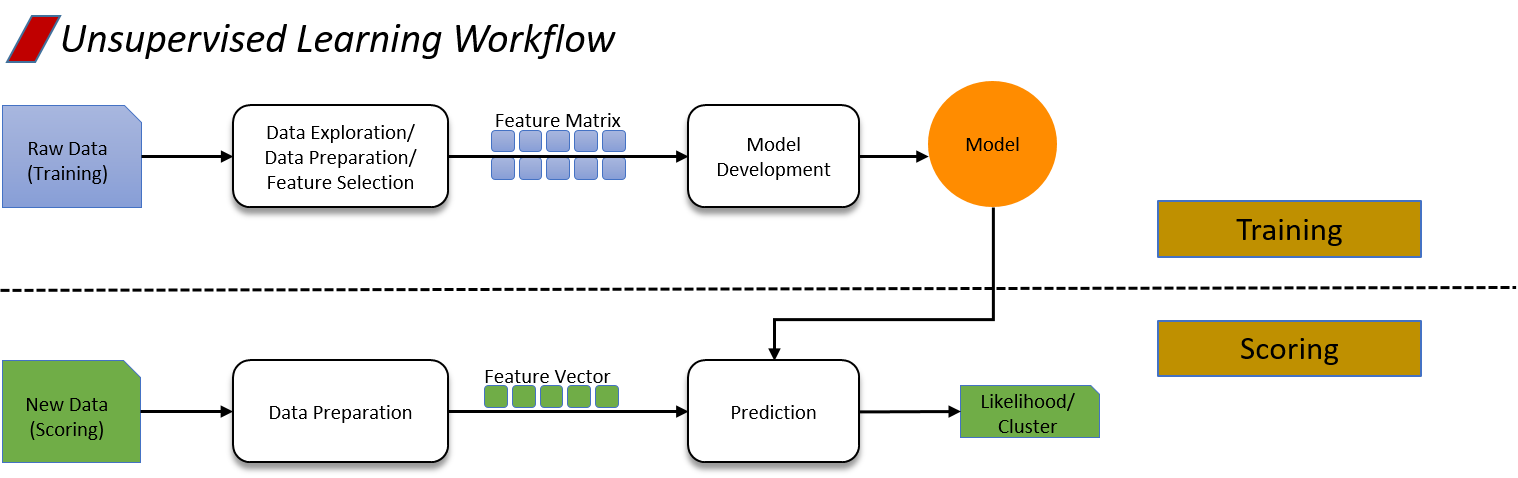 Unsupervised Learning Workflow
Raw Data
(Training)
Data Exploration/
Data Preparation/
Feature Selection
Feature Matrix
Model
Development
Model
Training
Scoring
New Data
(Scoring)
Data Preparation
Feature Vector
Prediction
Likelihood/
Cluster